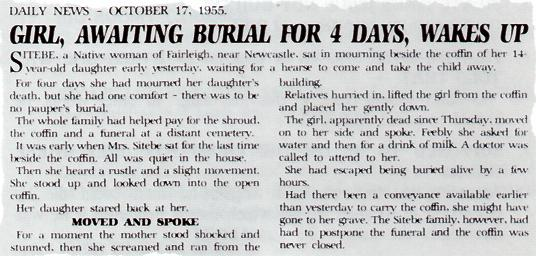 DAILY NEWS - OCTOBER 17, 1955.
GIRL, AWAITING BURIAL FOR 4 DAYS, WAKES UP
SITEBE, a Native woman of Fairleigh, near Newcastle, sat in mourning beside the coffin of her 14-
year-old daughter early yesterday, waiting for a hearse to come and take the child away.
For four days she had mourned her daughter's
death, but she had one comfort - there was to be
no pauper's burial.
The whole family had helped pay for the shroud,
the coffin and a funeral at a distant cemetery.
It was early when Mrs. Sitebe sat for the last time
beside the coffin. All was quiet in the house.
Then she heard a rustle and a slight movement.
She stood up and looked down into the open
coffin.
Her daughter stared back at her.
MOVED AND SPOKE
For a moment the mother stood shocked and
stunned, then she screamed and ran from the
building.
Relatives hurried in, lifted the girl from the coffin
and placed her gently down.
The girl, apparently dead since Thursday, moved
on to her side and spoke. Feebly she asked for
water and then for a drink of milk. A doctor was
called to attend to her.
She had escaped being buried alive by a few
hours.
Had there been a conveyance available earlier
than yesterday to carry the coffin, she might have
gone to her grave. The Sitebe family, however, had
had to postpone the funeral and the coffin was
never closed.